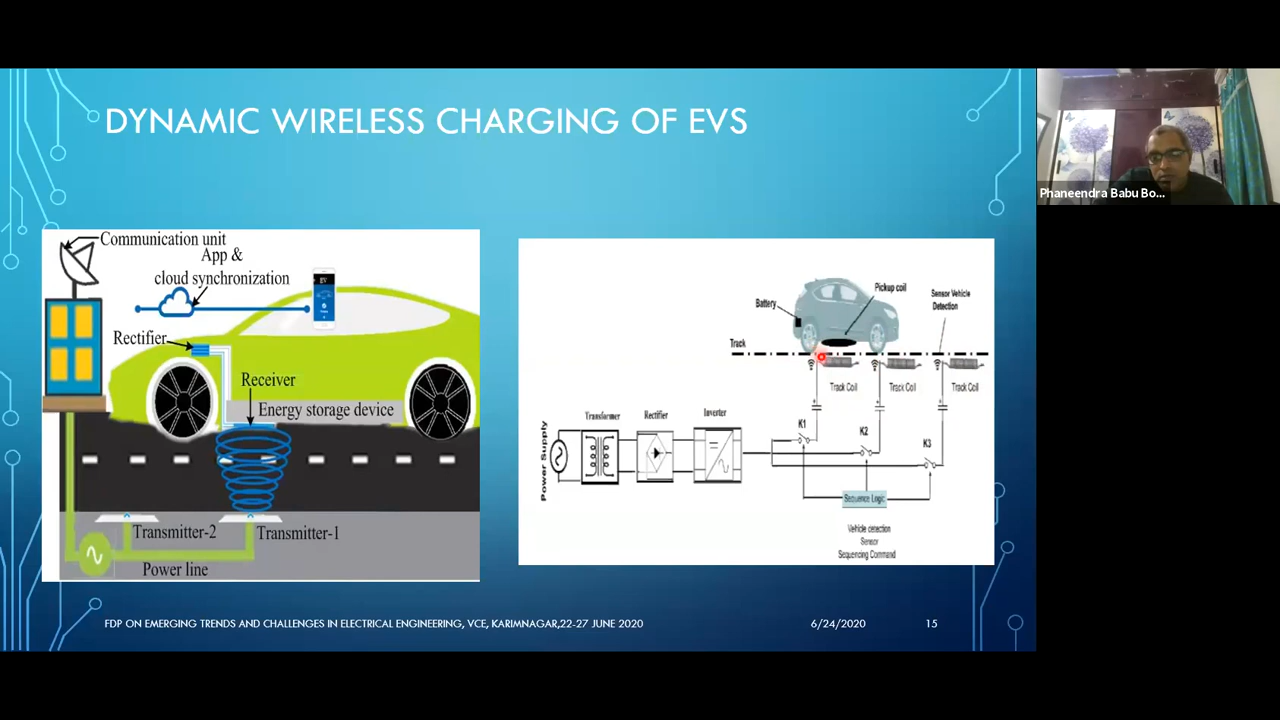 DYNAMIC WIRELESS CHARGING OF EVS
Communication unit
App &
cloud synchronization
EV
Rectifier
Receiver
Energy storage device
Transmitter-2
Transmitter-1
Power line
Battery
Pickup coil
Sensor Vehicle
Detection
Track
Track Coil
Track Coil
Track Coil
Power Supply
Transformer
Rectifier
Inverter
K1
K2
K3
Sequence Logic
Vehicle detection
Sensor
Sequencing Command
FDP ON EMERGING TRENDS AND CHALLENGES IN ELECTRICAL ENGINEERING, VCE, KARIMNAGAR,22-27 JUNE 2020
6/24/2020
15
Phaneendra Babu Bo...